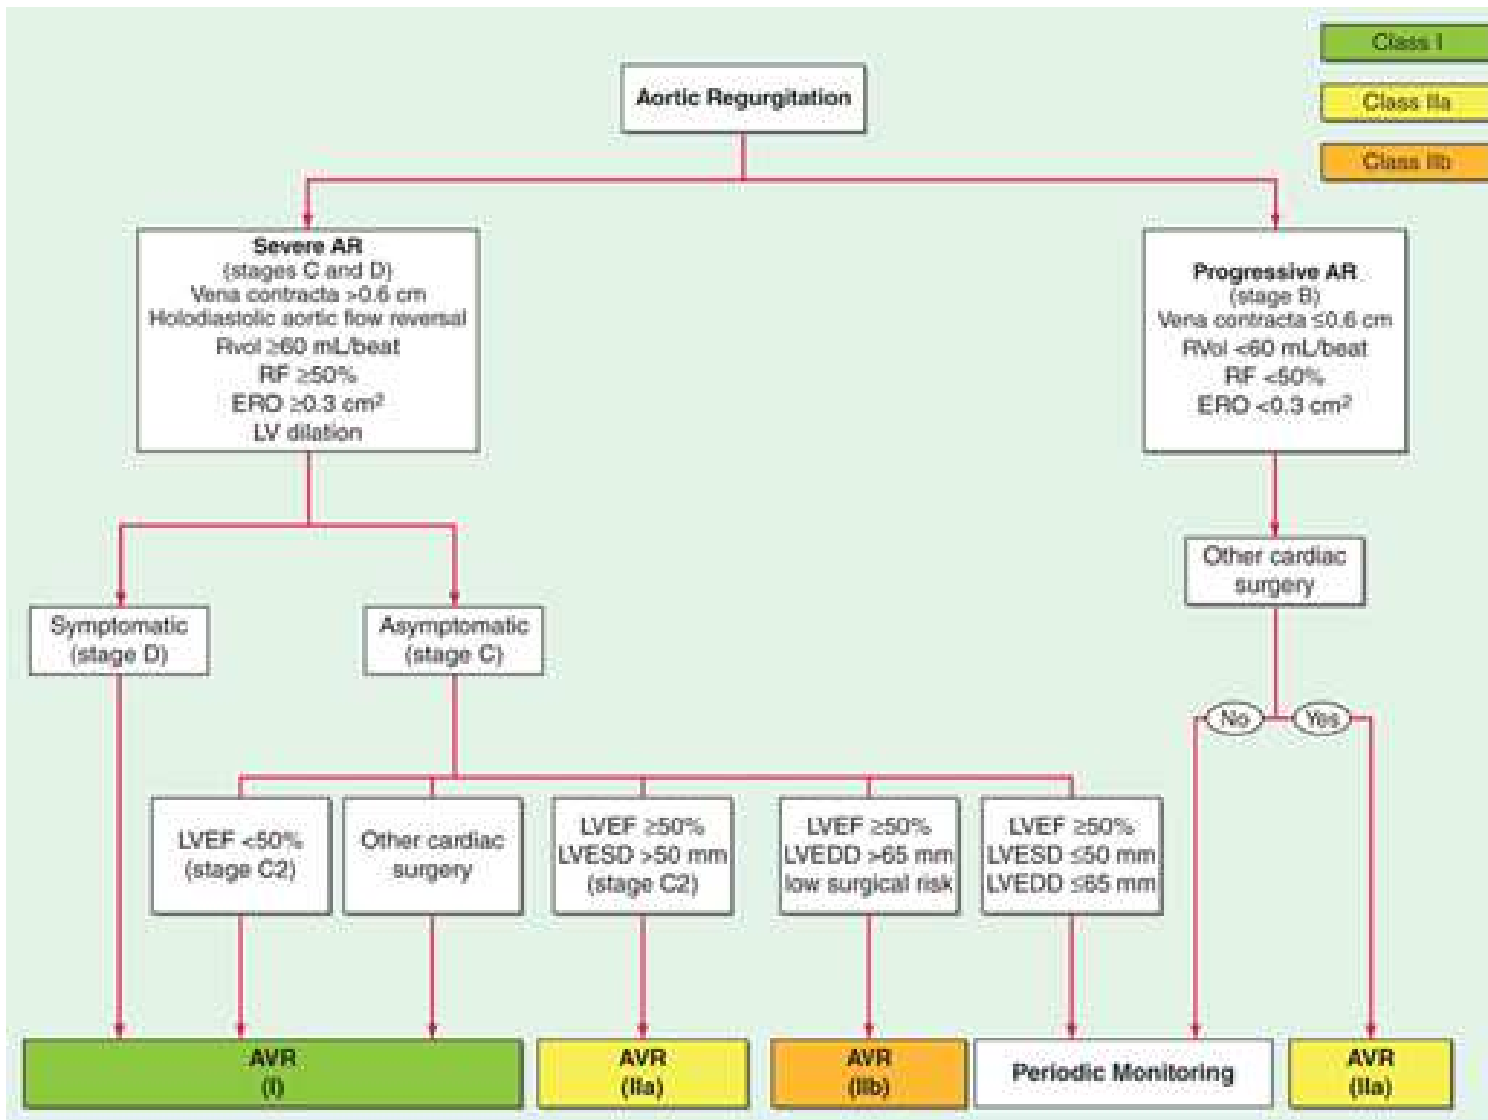 Class I
Class IIa
Class IIb
Aortic Regurgitation
Severe AR
(stages C and D)
Vena contracta >0.6 cm
Holodiastolic aortic flow reversal
Rvol ≥60 mL/beat
RF ≥50%
ERO ≥0.3 cm²
LV dilation
Progressive AR
(stage B)
Vena contracta ≤0.6 cm
RVol <60 mL/beat
RF <50%
ERO <0.3 cm²
Other cardiac
surgery
Symptomatic
(stage D)
Asymptomatic
(stage C)
No
Yes
LVEF <50%
(stage C2)
Other cardiac
surgery
LVEF ≥50%
LVESD >50 mm
(stage C2)
LVEF ≥50%
LVEDD >65 mm
low surgical risk
LVEF ≥50%
LVESD ≤50 mm
LVEDD ≤65 mm
AVR
(I)
AVR
(IIa)
AVR
(IIb)
Periodic Monitoring
AVR
(IIa)